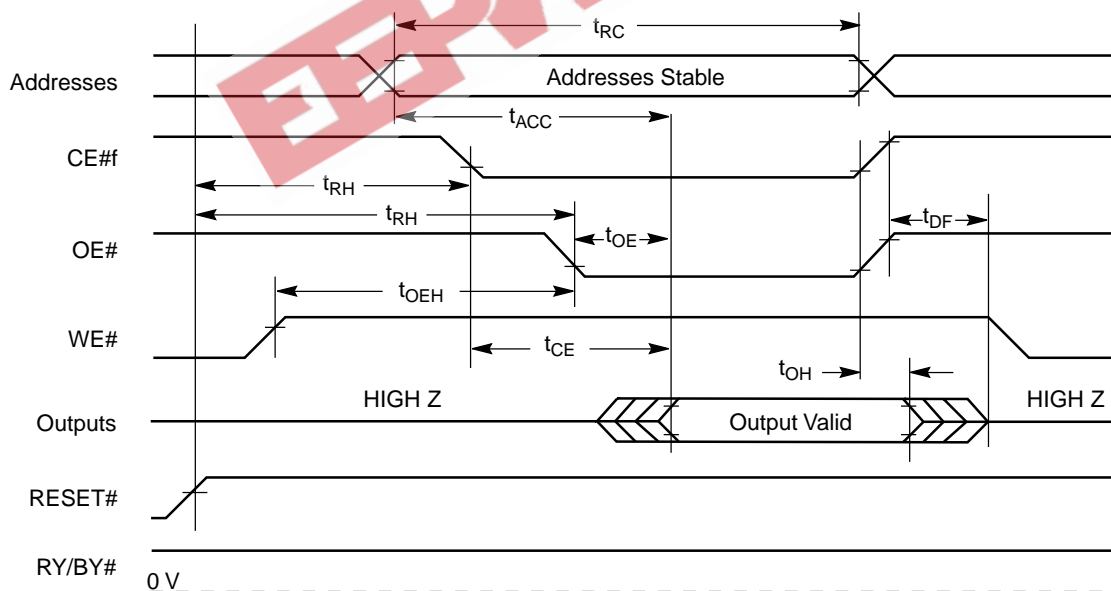 tRC
Addresses
Addresses Stable
tACC
CE#f
tRH
tRH
tDF
OE#
tOE
tOEH
WE#
tCE
tOH
HIGH Z
HIGH Z
Outputs
Output Valid
RESET#
RY/BY#
0 V